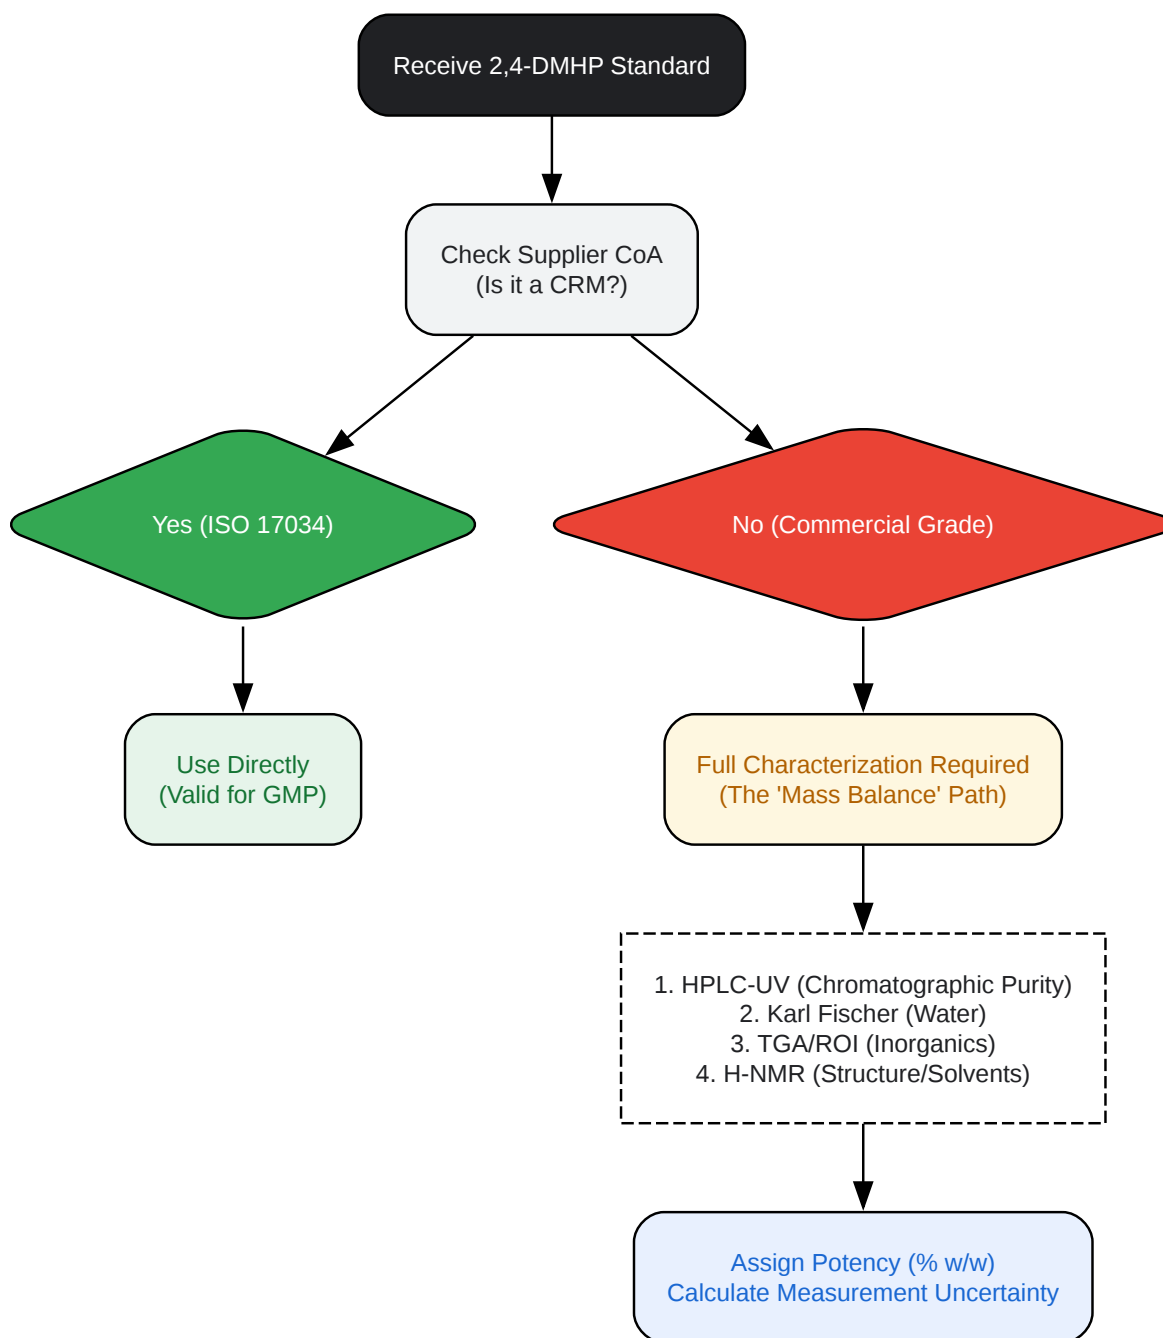 Receive 2,4-DMHP Standard
Check Supplier CoA
(Is it a CRM?)
Yes (ISO 17034)
No (Commercial Grade)
Use Directly
(Valid for GMP)
Full Characterization Required
(The 'Mass Balance' Path)
1. HPLC-UV (Chromatographic Purity)
2. Karl Fischer (Water)
3. TGA/ROI (Inorganics)
4. H-NMR (Structure/Solvents)
Assign Potency (% w/w)
Calculate Measurement Uncertainty